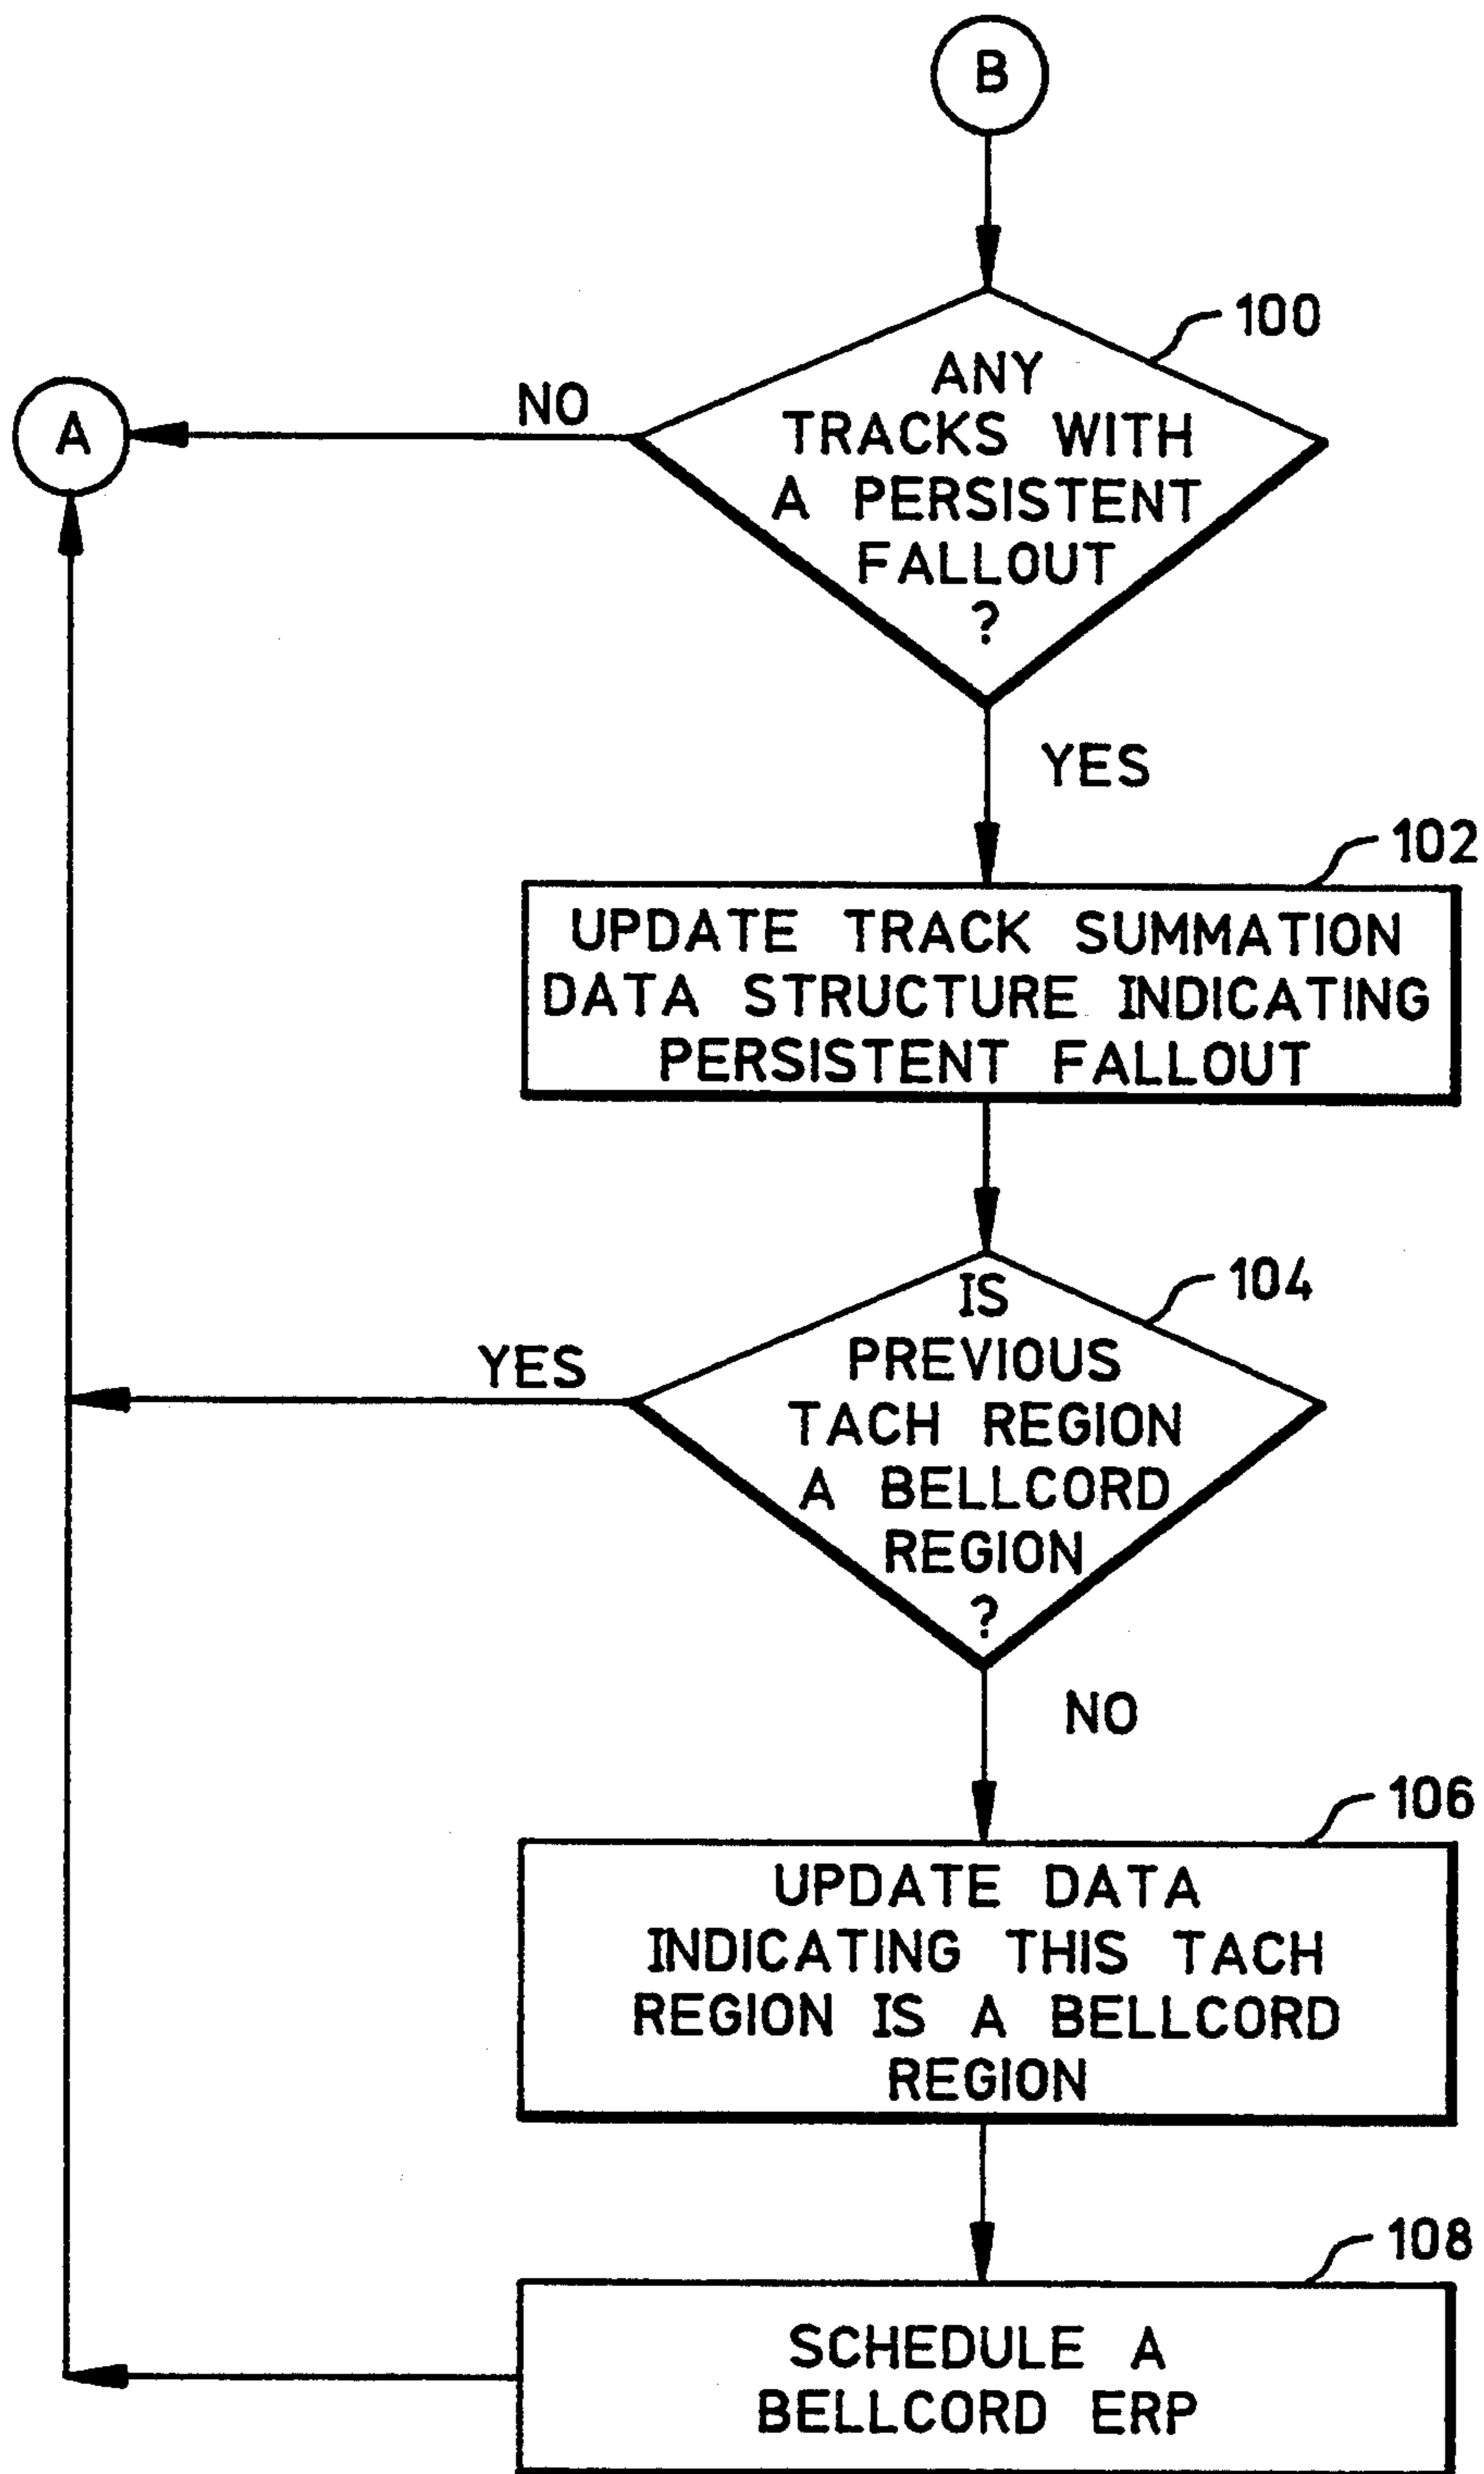 B
100
ANY
TRACKS WITH
A PERSISTENT
FALLOUT
?
NO
A
YES
102
UPDATE TRACK SUMMATION
DATA STRUCTURE INDICATING
PERSISTENT FALLOUT
104
IS
PREVIOUS
TACH REGION
A BELLCORD
REGION
?
YES
NO
106
UPDATE DATA
INDICATING THIS TACH
REGION IS A BELLCORD
REGION
108
SCHEDULE A
BELLCORD ERP